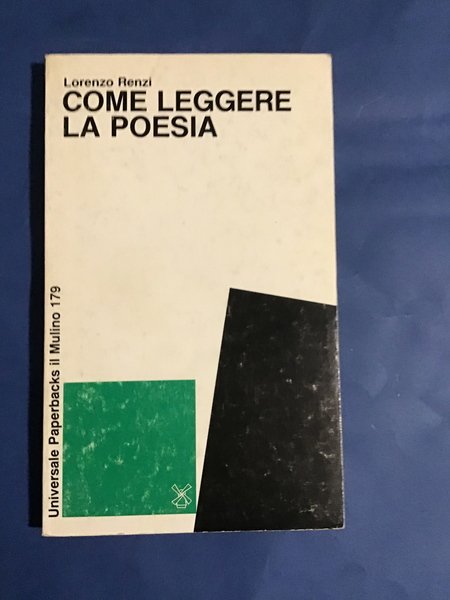 Lorenzo Renzi
COME LEGGERE
LA POESIA
Universale Paperbacks il Mulino 179